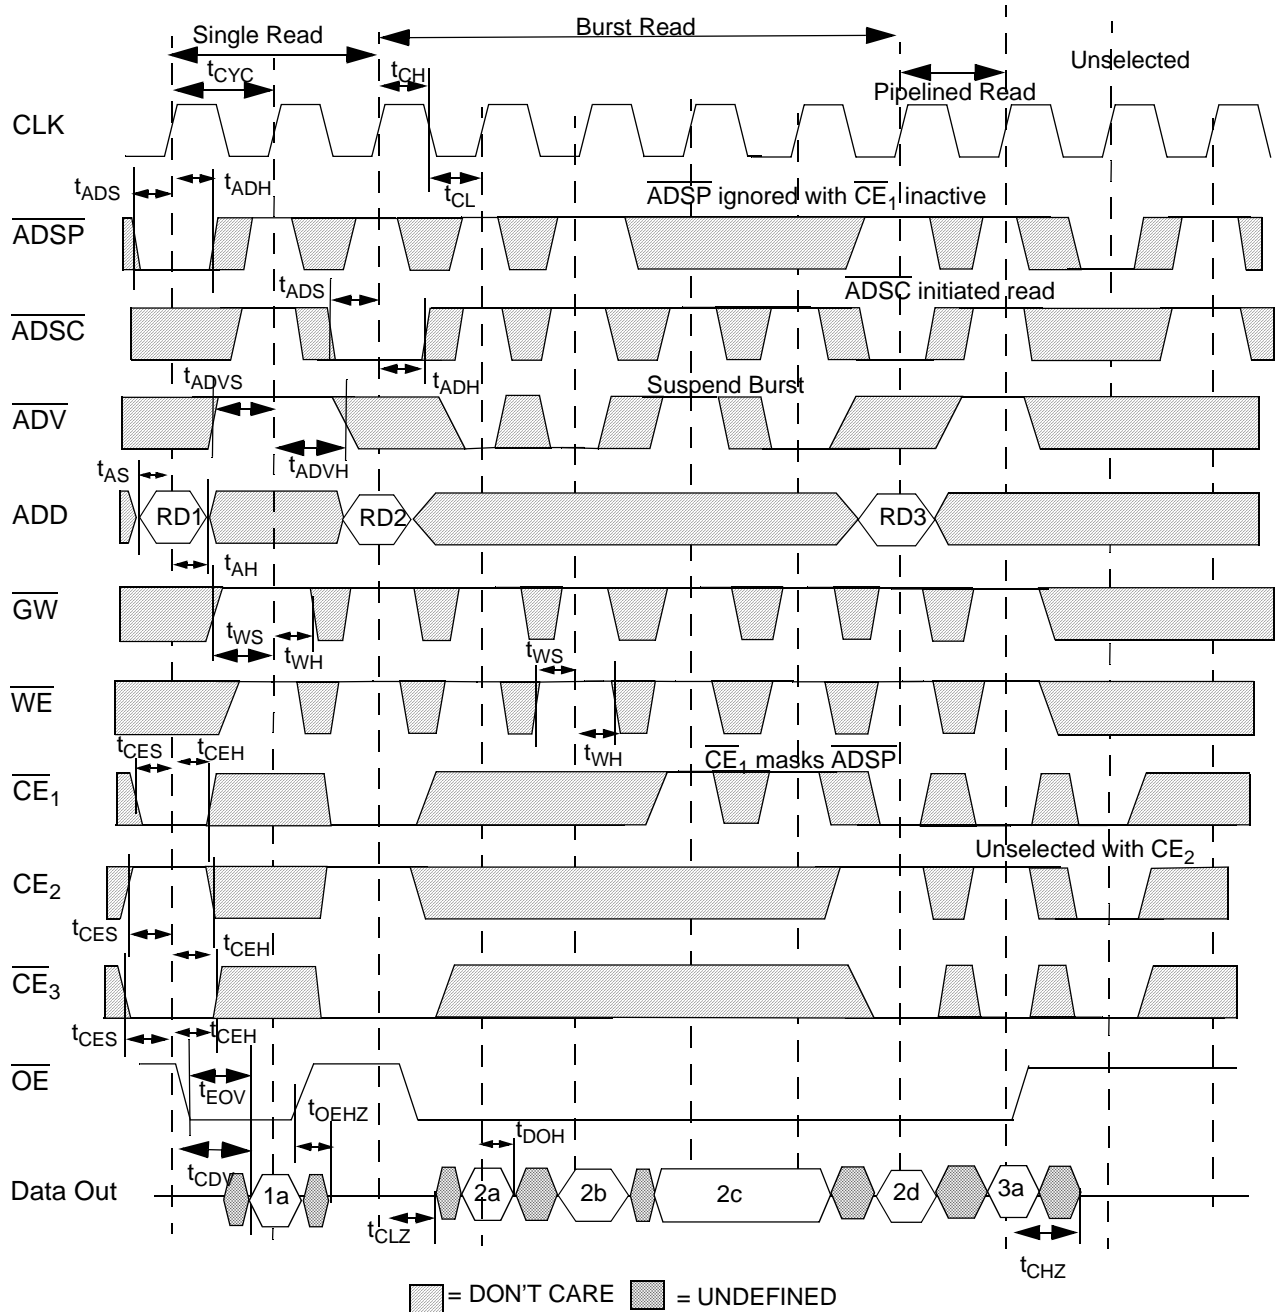 Single Read
Burst Read
Unselected
tCYC
tCH
Pipelined Read
CLK
tADS
tADH
tCL
ADSP ignored with CE1 inactive
ADSP
tADS
ADSC initiated read
ADSC
tADVS
tADH
Suspend Burst
ADV
tAS
tADVH
ADD
RD1
RD2
RD3
tAH
GW
tWS
tWH
tWS
WE
tCES
tCEH
tWH
CE1 masks ADSP
CE1
Unselected with CE2
CE2
tCES
tCEH
CE3
tCES
tCEH
OE
tEOV
tOEHZ
tDOH
tCDV
Data Out
1a
2a
2b
2c
2d
3a
tCLZ
tCHZ
= DON'T CARE
= UNDEFINED